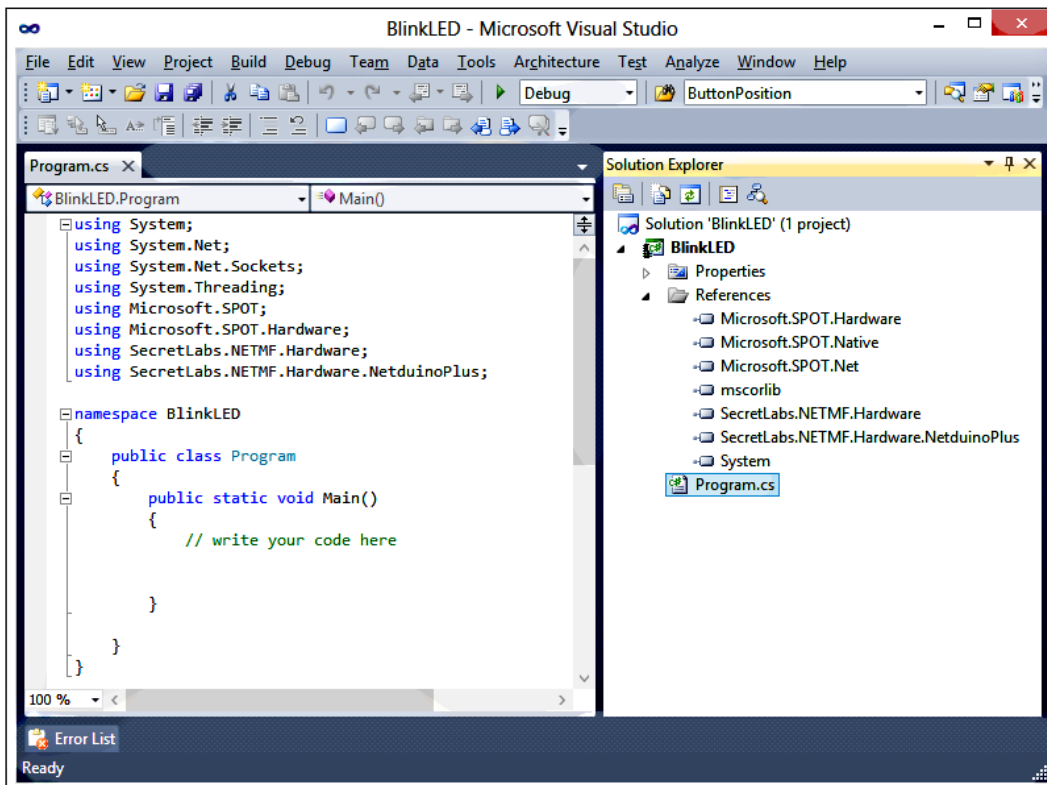 BlinkLED - Microsoft Visual Studio
File Edit View Project Build Debug Team Data Tools Architecture Test Analyze Window Help
Debug ButtonPosition
Program.cs
BlinkLED.Program Main()
using System;
using System.Net;
using System.Net.Sockets;
using System.Threading;
using Microsoft.SPOT;
using Microsoft.SPOT.Hardware;
using SecretLabs.NETMF.Hardware;
using SecretLabs.NETMF.Hardware.NetduinoPlus;
namespace BlinkLED
{
public class Program
{
public static void Main()
{
// write your code here
}
}
}
100 %
Solution Explorer
Solution 'BlinkLED' (1 project)
BlinkLED
Properties
References
Microsoft.SPOT.Hardware
Microsoft.SPOT.Native
Microsoft.SPOT.Net
mscorlib
SecretLabs.NETMF.Hardware
SecretLabs.NETMF.Hardware.NetduinoPlus
System
Program.cs
Error List
Ready